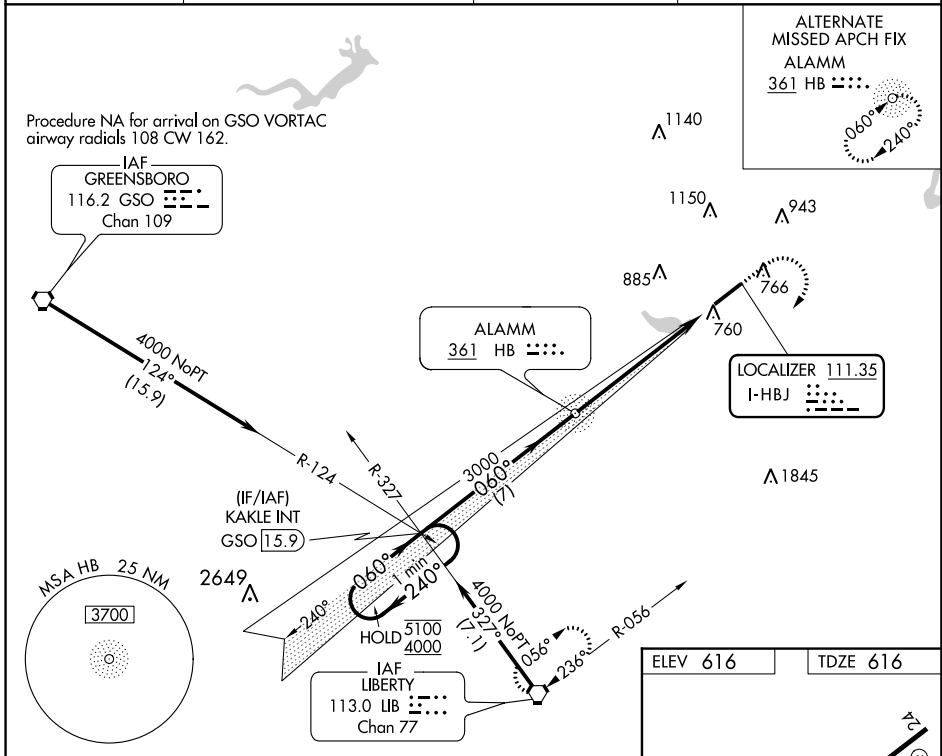 ALTERNATE
MISSED APCH FIX
ALAMM
361 HB
060°
240°
Procedure NA for arrival on GSO VORTAC
airway radials 108 CW 162.
IAF
GREENSBORO
116.2 GSO
Chan 109
1140
1150
943
885
766
760
ALAMM
361 HB
LOCALIZER 111.35
I-HBJ
4000 NoPT
124°
(15.9)
R-124
R-327
3000
060°
(7)
1845
(IF/IAF)
KAKLE INT
GSO 15.9
2649
060°
1 min
240°
240°
HOLD 5100
4000
4000 NoPT
327°
(7.1)
056°
236°
R-056
MSA HB 25 NM
3700
IAF
LIBERTY
113.0 LIB
Chan 77
ELEV 616
TDZE 616
24